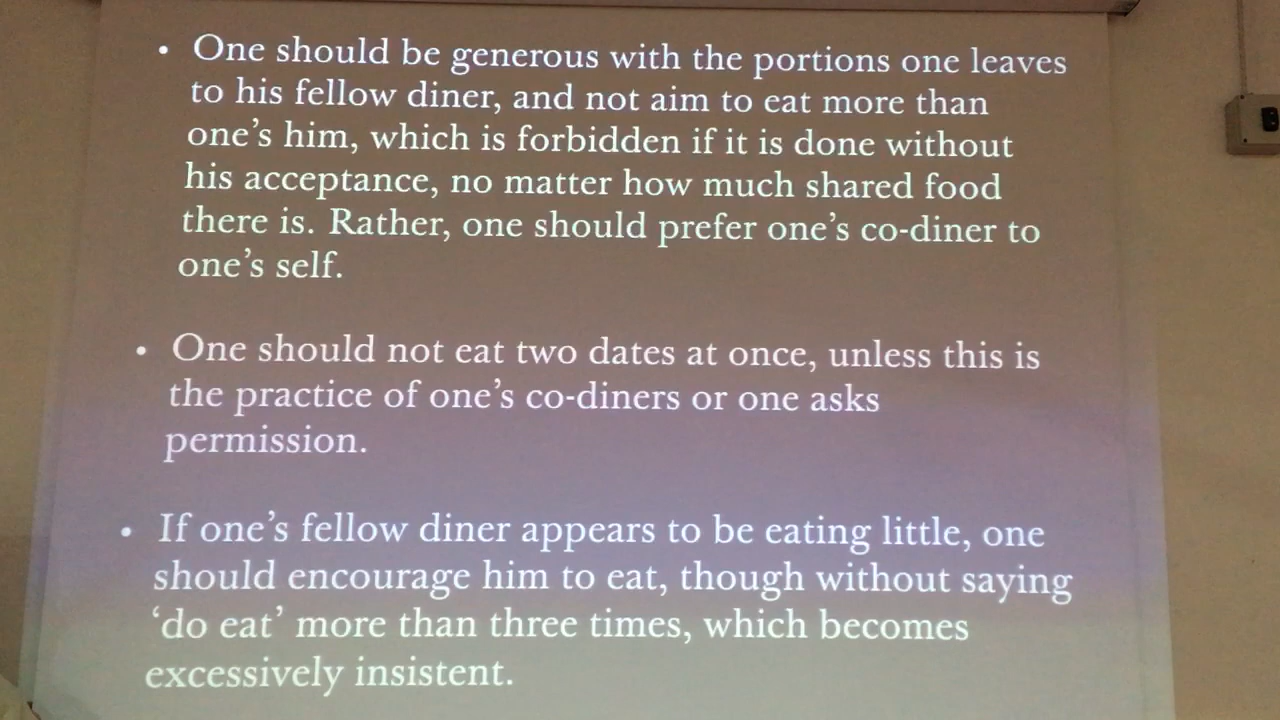 • One should be generous with the portions one leaves
to his fellow diner, and not aim to eat more than
one's him, which is forbidden if it is done without
his acceptance, no matter how much shared food
there is. Rather, one should prefer one's co-diner to
one's self.
• One should not eat two dates at once, unless this is
the practice of one's co-diners or one asks
permission.
• If one's fellow diner appears to be eating little, one
should encourage him to eat, though without saying
'do eat' more than three times, which becomes
excessively insistent.